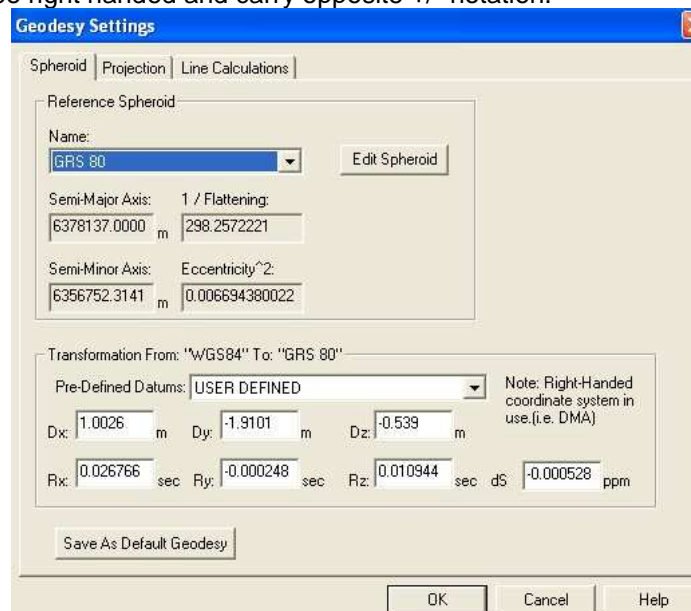 be right handed and carry opposite +/- notation.
Geodesy Settings
Spheroid Projection Line Calculations
Reference Spheroid
Name:
GRS 80 Edit Spheroid
Semi-Major Axis: 1 / Flattening:
6378137.0000 m 298.2572221
Semi-Minor Axis: Eccentricity^2:
6356752.3141 m 0.006694380022
Transformation From: "WGS84" To: "GRS 80"
Pre-Defined Datums: USER DEFINED
Note: Right-Handed
coordinate system in
use.(i.e. DMA)
Dx: 1.0026 m Dy: -1.9101 m Dz: -0.539 m
Rx: 0.026766 sec Ry: -0.000248 sec Rz: 0.010944 sec dS -0.000528 ppm
Save As Default Geodesy
OK Cancel Help